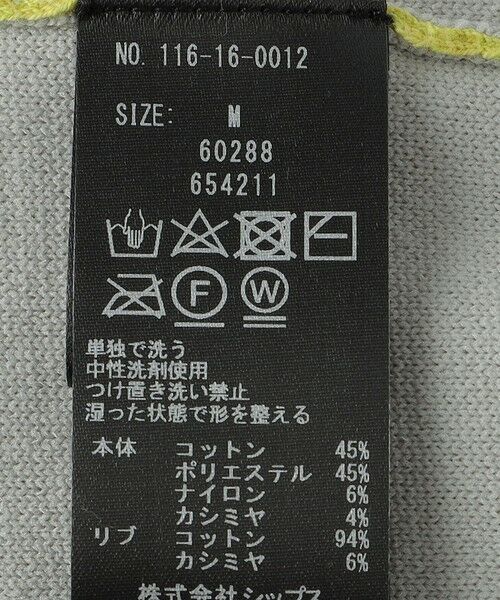 NO. 116-16-0012
SIZE: M
60288
654211
F W
単独で洗う
中性洗剤使用
つけ置き洗い禁止
湿った状態で形を整える
本体 コットン 45%
ポリエステル 45%
ナイロン 6%
カシミヤ 4%
リブ コットン 94%
カシミヤ 6%
株式会社シップス